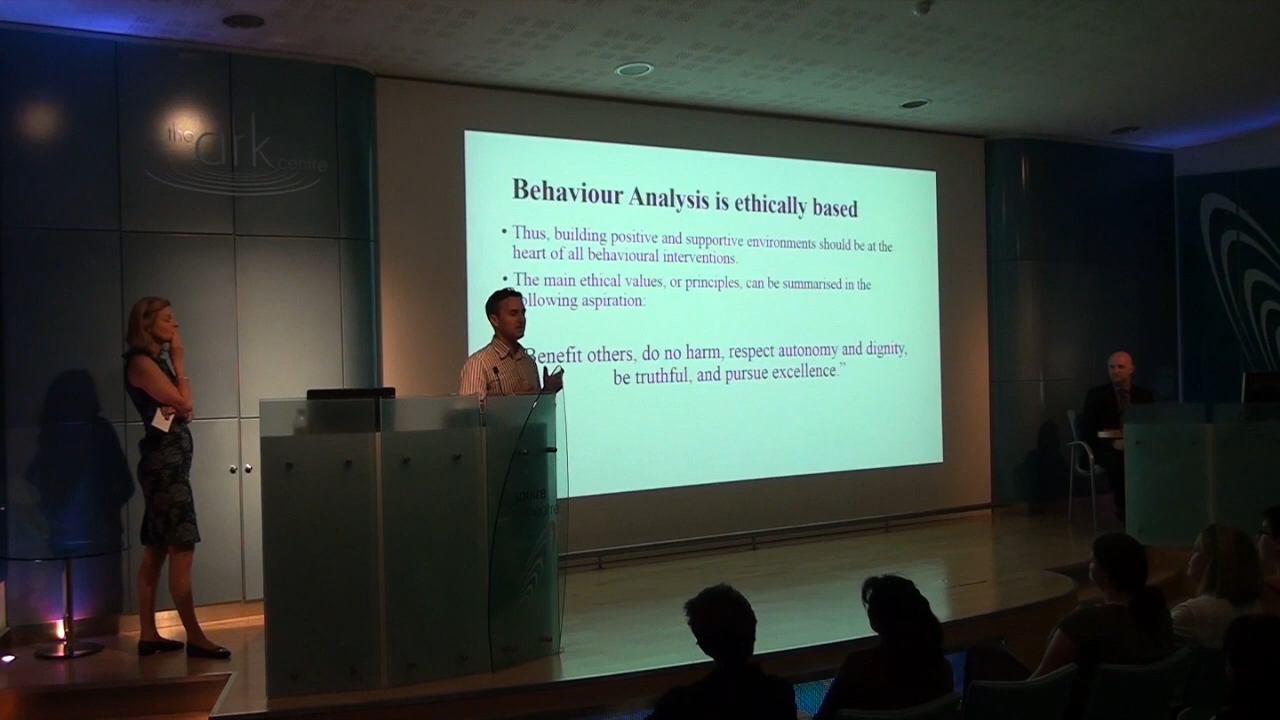 the ark centre
Behaviour Analysis is ethically based
• Thus, building positive and supportive environments should be at the
heart of all behavioural interventions.
• The main ethical values, or principles, can be summarised in the
following aspiration:
Benefit others, do no harm, respect autonomy and dignity,
be truthful, and pursue excellence.”